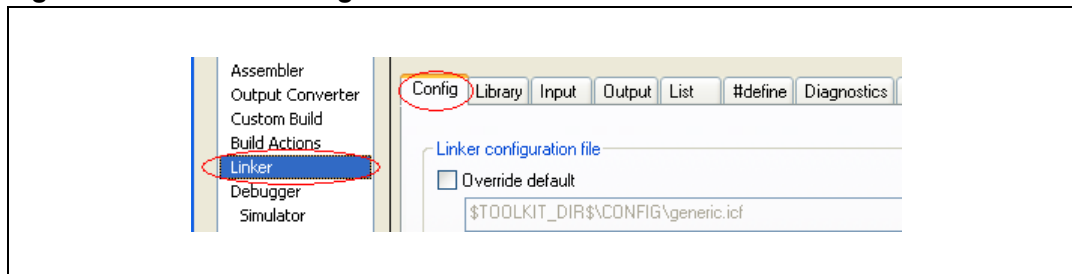 Assembler
Output Converter
Custom Build
Build Actions
Linker
Debugger
Simulator
Config Library Input Output List #define Diagnostics
Linker configuration file
Override default
$TOOLKIT_DIR$\CONFIG\generic.icf